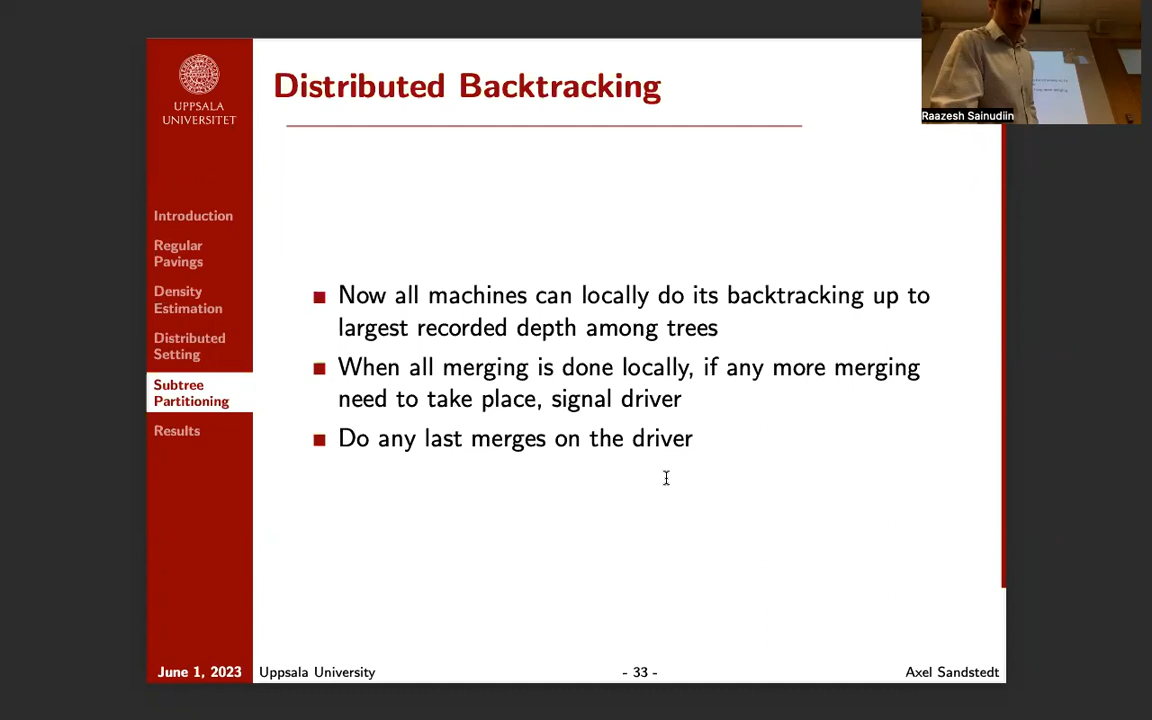 Distributed Backtracking
UPPSALA
UNIVERSITET
Raazesh Sainudiin
Introduction
Regular
Pavings
Density
Estimation
Distributed
Setting
Subtree
Partitioning
Results
Now all machines can locally do its backtracking up to
largest recorded depth among trees
When all merging is done locally, if any more merging
need to take place, signal driver
Do any last merges on the driver
June 1, 2023
Uppsala University
- 33 -
Axel Sandstedt